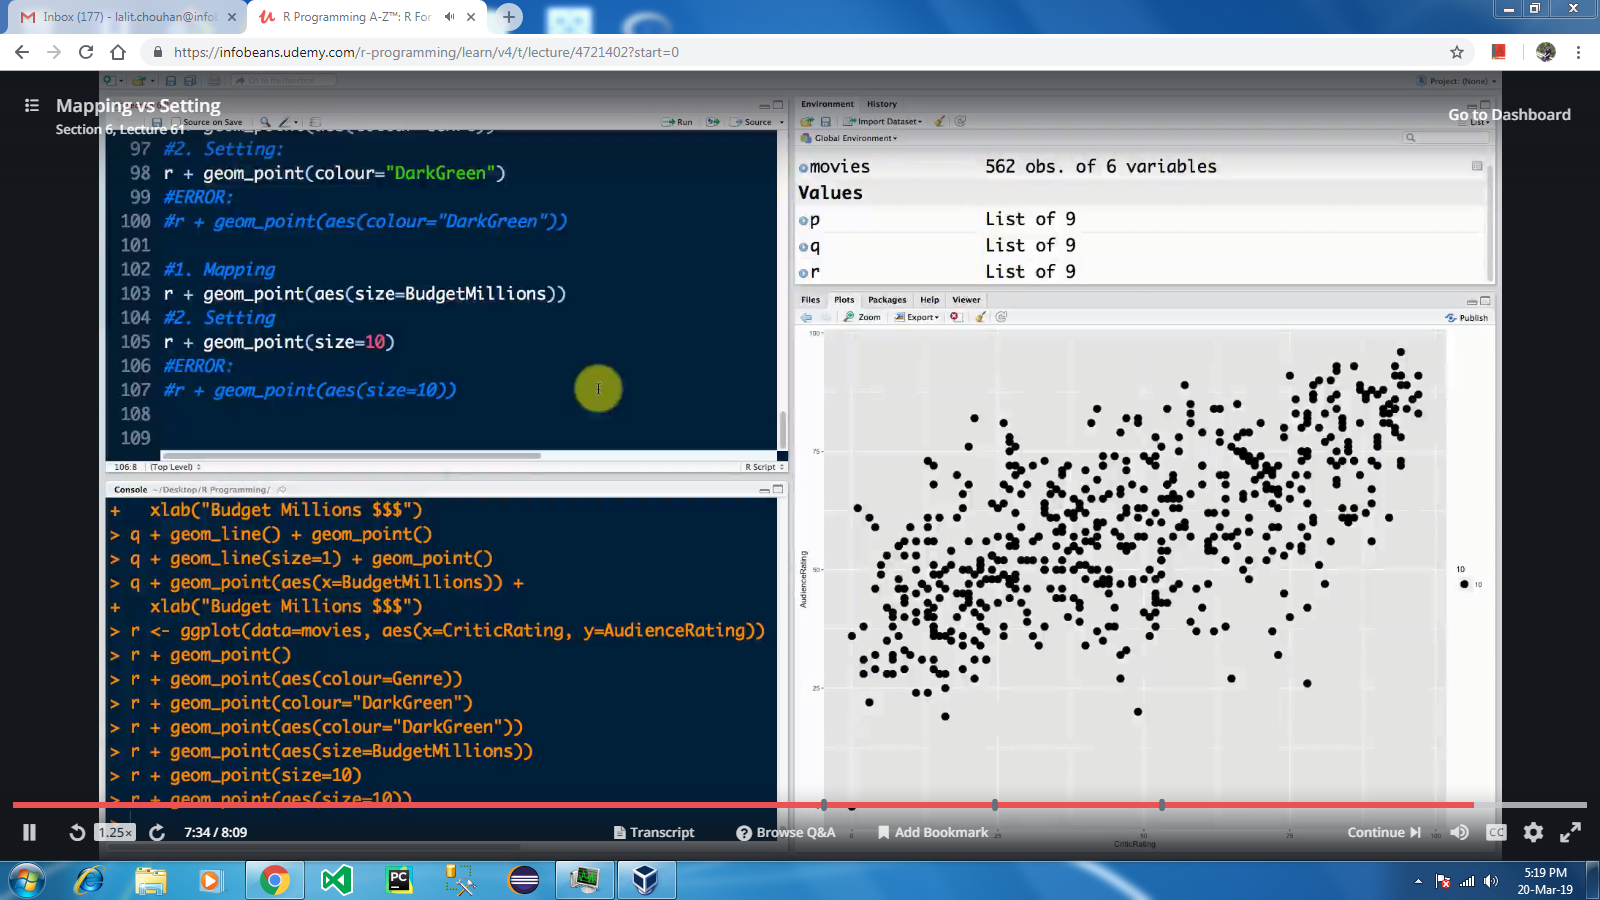 Inbox (177) - lalit.chouhan@info
R Programming A-Z™: R For
https://infobeans.udemy.com/r-programming/learn/v4/t/lecture/4721402?start=0
Mapping vs Setting
Section 6, Lecture 61
Go to Dashboard
Project: (None)
Source on Save
Run
Source
97 #2. Setting:
98 r + geom_point(colour="DarkGreen")
99 #ERROR:
100 #r + geom_point(aes(colour="DarkGreen"))
101
102 #1. Mapping
103 r + geom_point(aes(size=BudgetMillions))
104 #2. Setting
105 r + geom_point(size=10)
106 #ERROR:
107 #r + geom_point(aes(size=10))
108
109
106:8 (Top Level)
R Script
Console ~/Desktop/R Programming/
+ xlab("Budget Millions $$$")
> q + geom_line() + geom_point()
> q + geom_line(size=1) + geom_point()
> q + geom_point(aes(x=BudgetMillions)) +
+ xlab("Budget Millions $$$")
> r <- ggplot(data=movies, aes(x=CriticRating, y=AudienceRating))
> r + geom_point()
> r + geom_point(aes(colour=Genre))
> r + geom_point(colour="DarkGreen")
> r + geom_point(aes(colour="DarkGreen"))
> r + geom_point(aes(size=BudgetMillions))
> r + geom_point(size=10)
> r + geom_point(aes(size=10))
Environment History
Import Dataset
List
Global Environment
movies 562 obs. of 6 variables
Values
p List of 9
q List of 9
r List of 9
Files Plots Packages Help Viewer
Zoom Export Publish
100
75
50
25
AudienceRating
10
10
0 25 50 75 100
CriticRating
1.25x
7:34 / 8:09
Transcript
Browse Q&A
Add Bookmark
Continue
CC
PC
5:19 PM
20-Mar-19